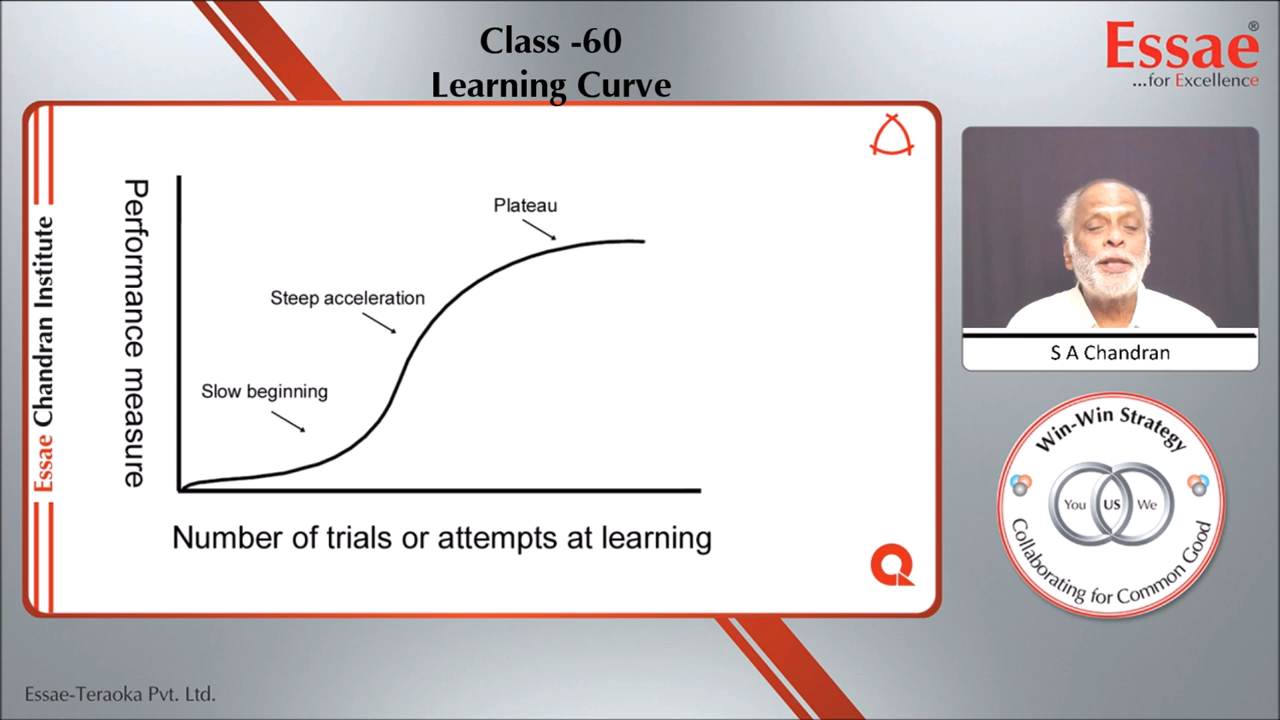 Class -60
Learning Curve
Essae®
...for Excellence
Essae Chandran Institute
Performance measure
Plateau
Steep acceleration
Slow beginning
Number of trials or attempts at learning
S A Chandran
Win-Win Strategy
You US We
Collaborating for Common Good
Essae-Teraoka Pvt. Ltd.